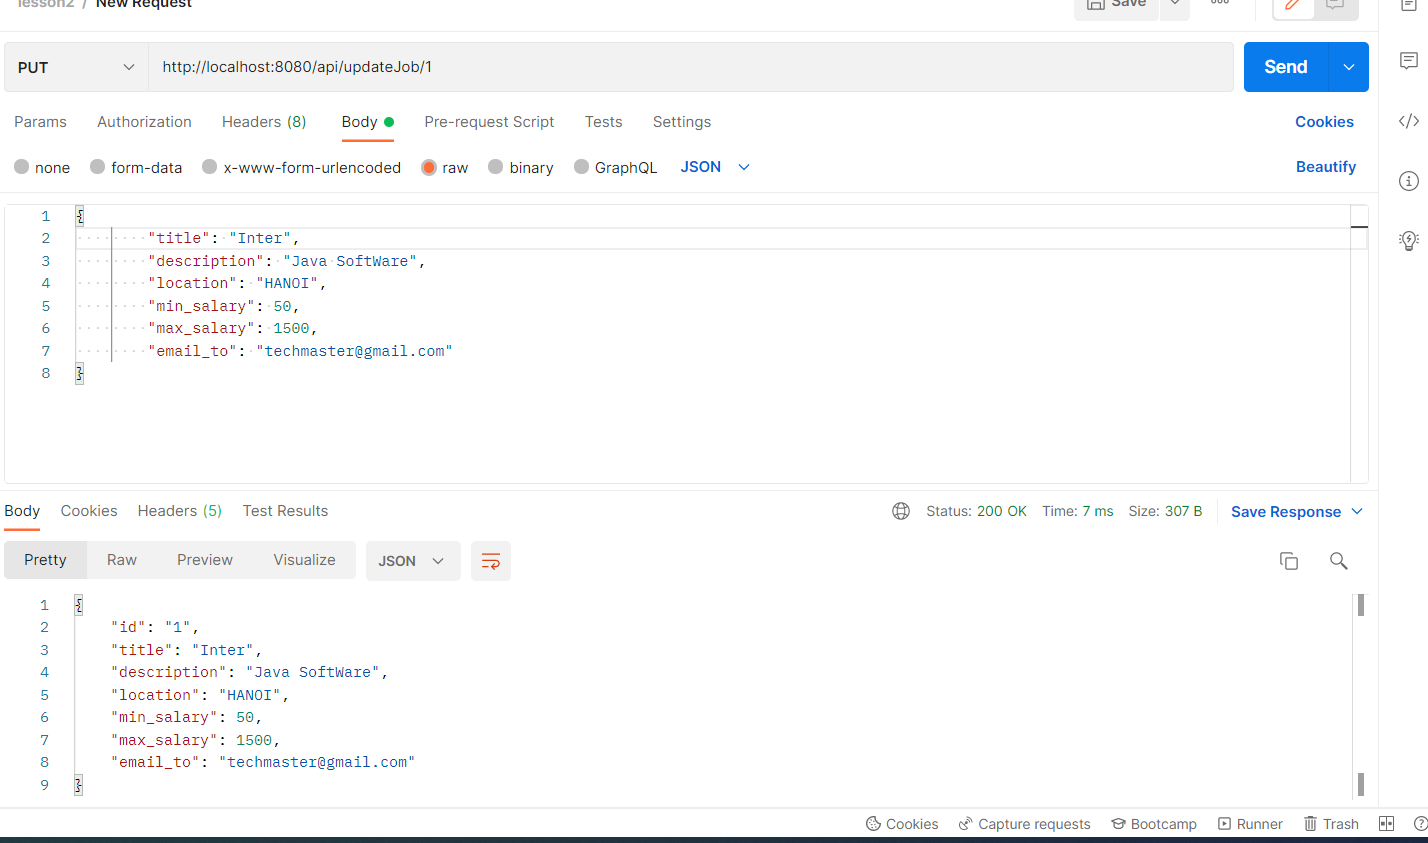 lesson2 / New Request
Save
PUT http://localhost:8080/api/updateJob/1 Send
Params Authorization Headers (8) Body Pre-request Script Tests Settings Cookies
none form-data x-www-form-urlencoded raw binary GraphQL JSON Beautify
1 {
2 "title": "Inter",
3 "description": "Java SoftWare",
4 "location": "HANOI",
5 "min_salary": 50,
6 "max_salary": 1500,
7 "email_to": "techmaster@gmail.com"
8 }
Body Cookies Headers (5) Test Results Status: 200 OK Time: 7 ms Size: 307 B Save Response
Pretty Raw Preview Visualize JSON
1 {
2 "id": "1",
3 "title": "Inter",
4 "description": "Java SoftWare",
5 "location": "HANOI",
6 "min_salary": 50,
7 "max_salary": 1500,
8 "email_to": "techmaster@gmail.com"
9 }
Cookies Capture requests Bootcamp Runner Trash